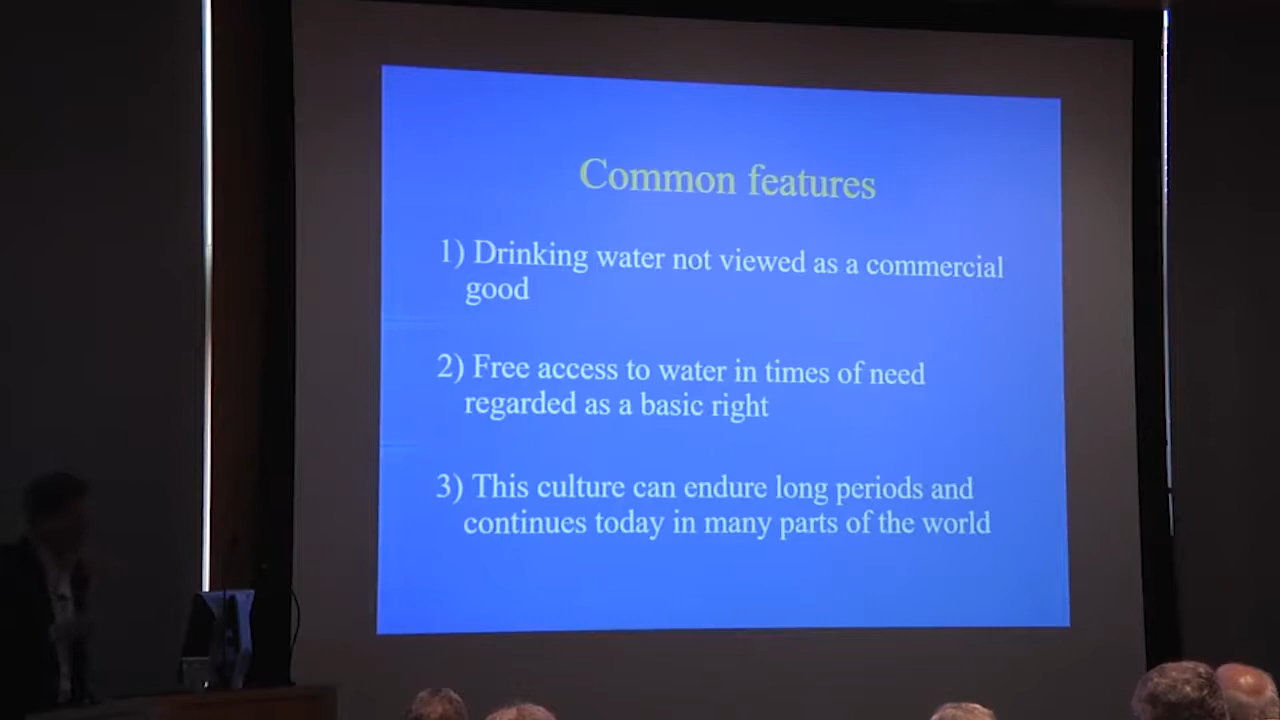 Common features
1) Drinking water not viewed as a commercial
good
2) Free access to water in times of need
regarded as a basic right
3) This culture can endure long periods and
continues today in many parts of the world